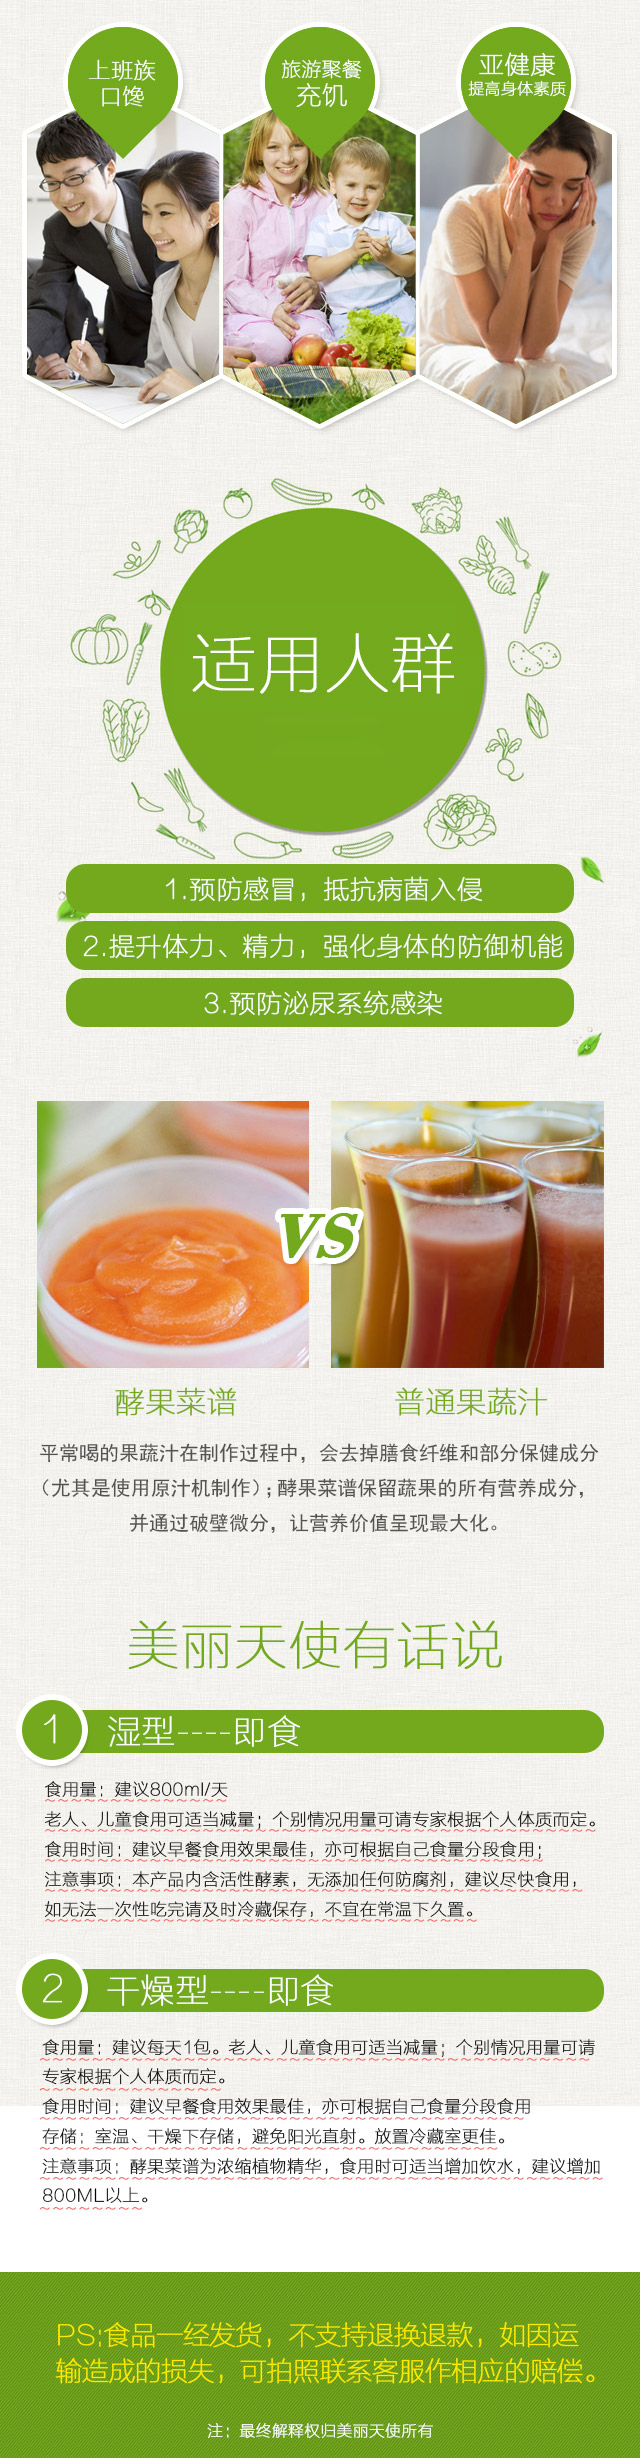 上班族
口馋
旅游聚餐
充饥
亚健康
提高身体素质
适用人群
1.预防感冒，抵抗病菌入侵
2.提升体力、精力，强化身体的防御机能
3.预防泌尿系统感染
VS
酵果菜谱
普通果蔬汁
平常喝的果蔬汁在制作过程中，会去掉膳食纤维和部分保健成分
（尤其是使用原汁机制作）；酵果菜谱保留蔬果的所有营养成分，
并通过破壁微分，让营养价值呈现最大化。
美丽天使有话说
1 湿型----即食
食用量：建议800ml/天
老人、儿童食用可适当减量；个别情况用量可请专家根据个人体质而定。
食用时间：建议早餐食用效果最佳，亦可根据自己食量分段食用；
注意事项：本产品内含活性酵素，无添加任何防腐剂，建议尽快食用，
如无法一次性吃完请及时冷藏保存，不宜在常温下久置。
2 干燥型----即食
食用量：建议每天1包。老人、儿童食用可适当减量；个别情况用量可请
专家根据个人体质而定。
食用时间：建议早餐食用效果最佳，亦可根据自己食量分段食用
存储：室温、干燥下存储，避免阳光直射。放置冷藏室更佳。
注意事项：酵果菜谱为浓缩植物精华，食用时可适当增加饮水，建议增加
800ML以上。
PS:食品一经发货，不支持退换退款，如因运
输造成的损失，可拍照联系客服作相应的赔偿。
注：最终解释权归美丽天使所有